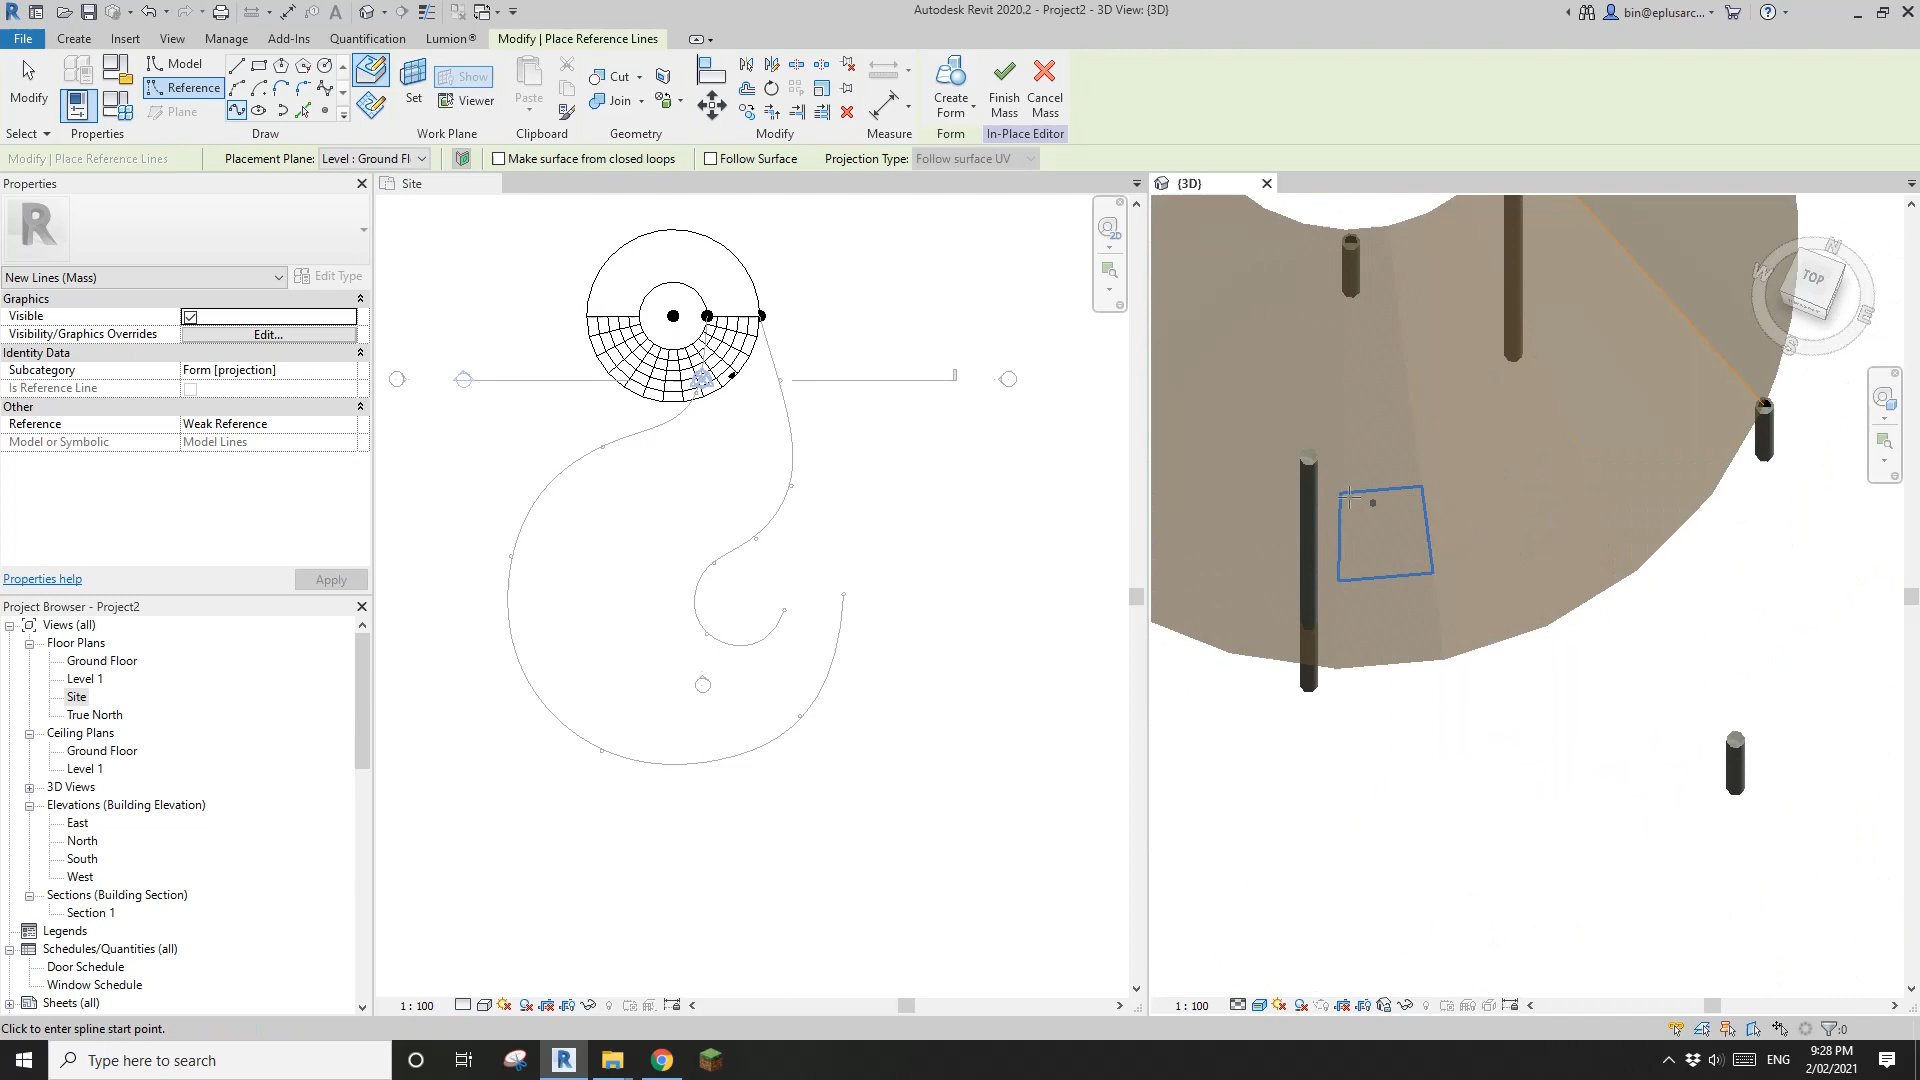 Autodesk Revit 2020.2 - Project2 - 3D View: {3D}
bin@eplusarc...
File Create Insert View Manage Add-Ins Quantification Lumion® Modify | Place Reference Lines
Modify
Model
Reference
Plane
Set
Show
Viewer
Paste
Cut
Join
Create
Form
Finish
Mass
Cancel
Mass
Select Properties Draw Work Plane Clipboard Geometry Modify Measure Form In-Place Editor
Modify | Place Reference Lines
Placement Plane: Level : Ground Fl
Make surface from closed loops
Follow Surface
Projection Type: Follow surface UV
Properties
Site
{3D}
R
New Lines (Mass)
Edit Type
Graphics
Visible
Visibility/Graphics Overrides Edit...
Identity Data
Subcategory Form [projection]
Is Reference Line
Other
Reference Weak Reference
Model or Symbolic Model Lines
Properties help
Apply
2D
N
W
TOP
E
S
Project Browser - Project2
Views (all)
Floor Plans
Ground Floor
Level 1
Site
True North
Ceiling Plans
Ground Floor
Level 1
3D Views
Elevations (Building Elevation)
East
North
South
West
Sections (Building Section)
Section 1
Legends
Schedules/Quantities (all)
Door Schedule
Window Schedule
Sheets (all)
1 : 100
1 : 100
Click to enter spline start point.
:0
Type here to search
ENG
9:28 PM
2/02/2021